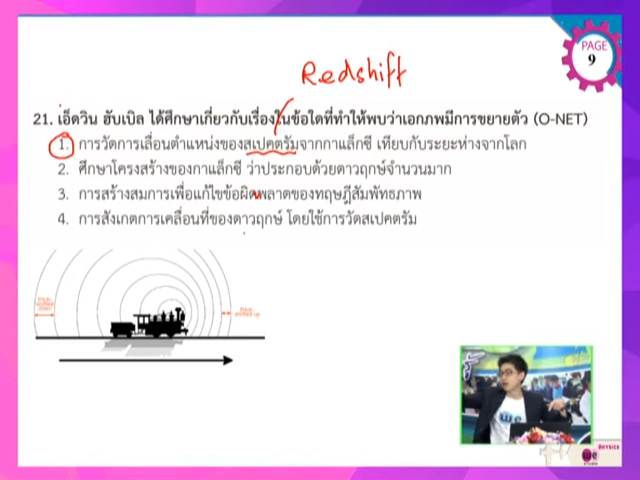 PAGE
9
Redshift
21. เอ็ดวิน ฮับเบิล ได้ศึกษาเกี่ยวกับเรื่องในข้อใดที่ทำให้พบว่าเอกภพมีการขยายตัว (O-NET)
1. การวัดการเลื่อนตำแหน่งของสเปคตรัมจากกาแล็กซี เทียบกับระยะห่างจากโลก
2. ศึกษาโครงสร้างของกาแล็กซี ว่าประกอบด้วยดาวฤกษ์จำนวนมาก
3. การสร้างสมการเพื่อแก้ไขข้อผิดพลาดของทฤษฎีสัมพัทธภาพ
4. การสังเกตการเคลื่อนที่ของดาวฤกษ์ โดยใช้การวัดสเปคตรัม
we
PHYSICS
we